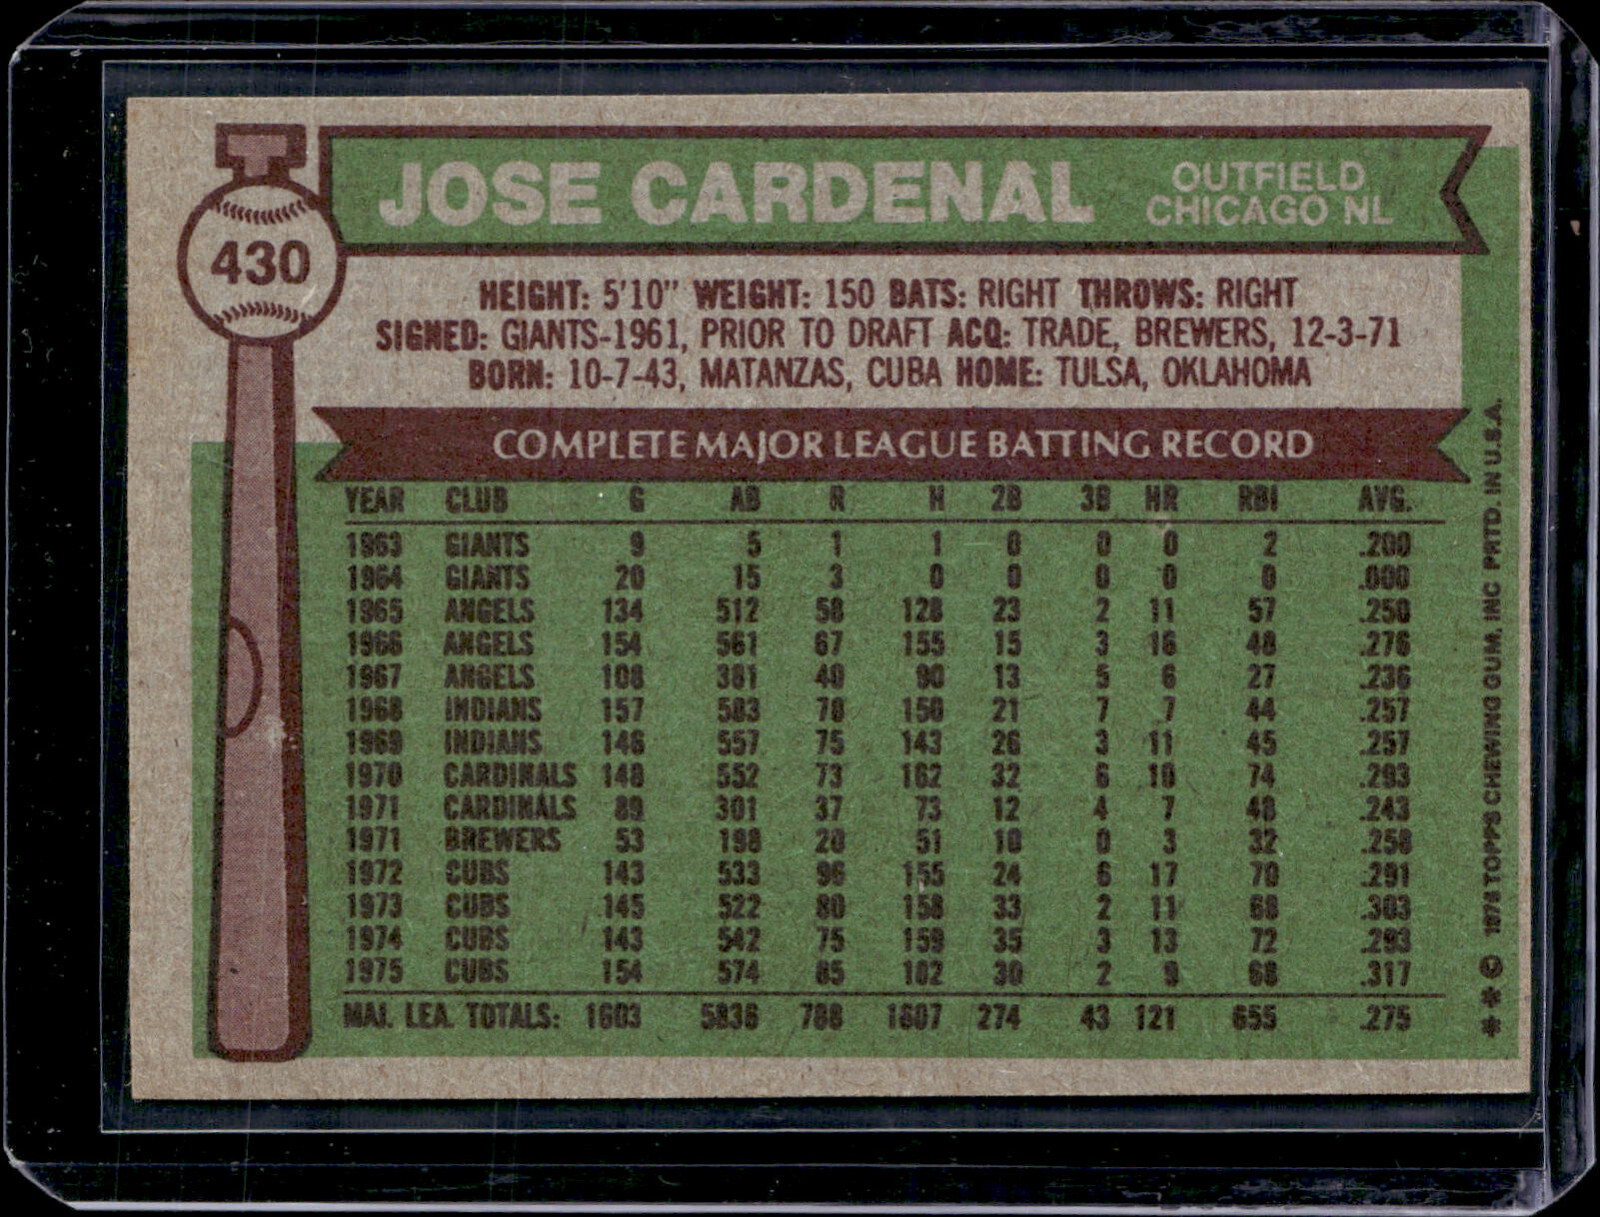 JOSE CARDENAL
OUTFIELD
CHICAGO NL
430
HEIGHT: 5'10" WEIGHT: 150 BATS: RIGHT THROWS: RIGHT
SIGNED: GIANTS-1961, PRIOR TO DRAFT ACQ: TRADE, BREWERS, 12-3-71
BORN: 10-7-43, MATANZAS, CUBA HOME: TULSA, OKLAHOMA
COMPLETE MAJOR LEAGUE BATTING RECORD
YEAR CLUB G AB R H 2B 3B HR RBI AVG.
1963 GIANTS 9 5 1 1 0 0 0 2 .200
1964 GIANTS 20 15 3 0 0 0 0 0 .000
1965 ANGELS 134 512 58 128 23 2 11 57 .250
1966 ANGELS 154 561 67 155 15 3 16 48 .276
1967 ANGELS 108 381 40 90 13 5 6 27 .236
1968 INDIANS 157 583 78 150 21 7 7 44 .257
1969 INDIANS 146 557 75 143 26 3 11 45 .257
1970 CARDINALS 148 552 73 162 32 6 10 74 .293
1971 CARDINALS 89 301 37 73 12 4 7 48 .243
1971 BREWERS 53 198 20 51 10 0 3 32 .258
1972 CUBS 143 533 96 155 24 6 17 70 .291
1973 CUBS 145 522 80 158 33 2 11 68 .303
1974 CUBS 143 542 75 159 35 3 13 72 .293
1975 CUBS 154 574 85 182 30 2 9 68 .317
MAJ. LEA. TOTALS: 1603 5836 788 1607 274 43 121 655 .275
** © 1976 TOPPS CHEWING GUM, INC PRTD. IN U.S.A.